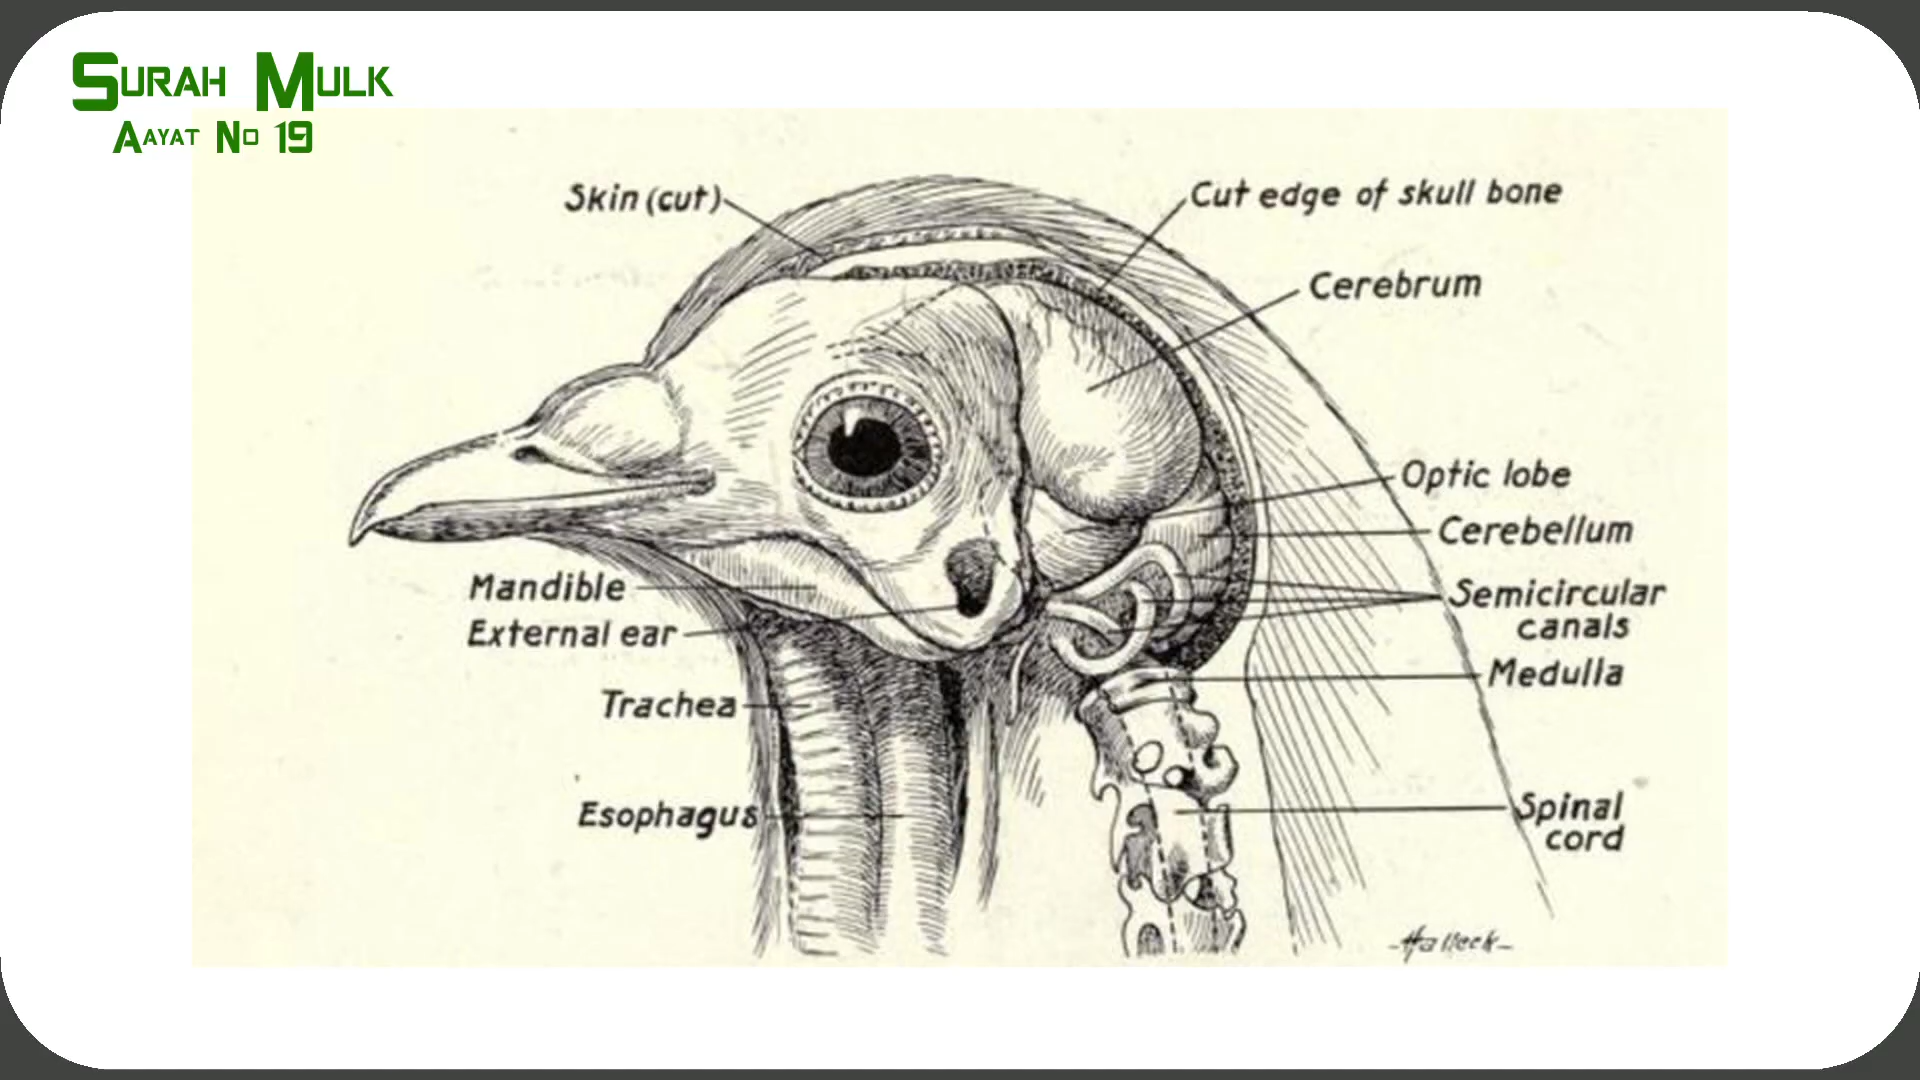 Surah Mulk
Aayat No 19
Skin (cut)
Cut edge of skull bone
Cerebrum
Optic lobe
Cerebellum
Mandible
Semicircular
canals
External ear
Medulla
Trachea
Esophagus
Spinal
cord
Halleck